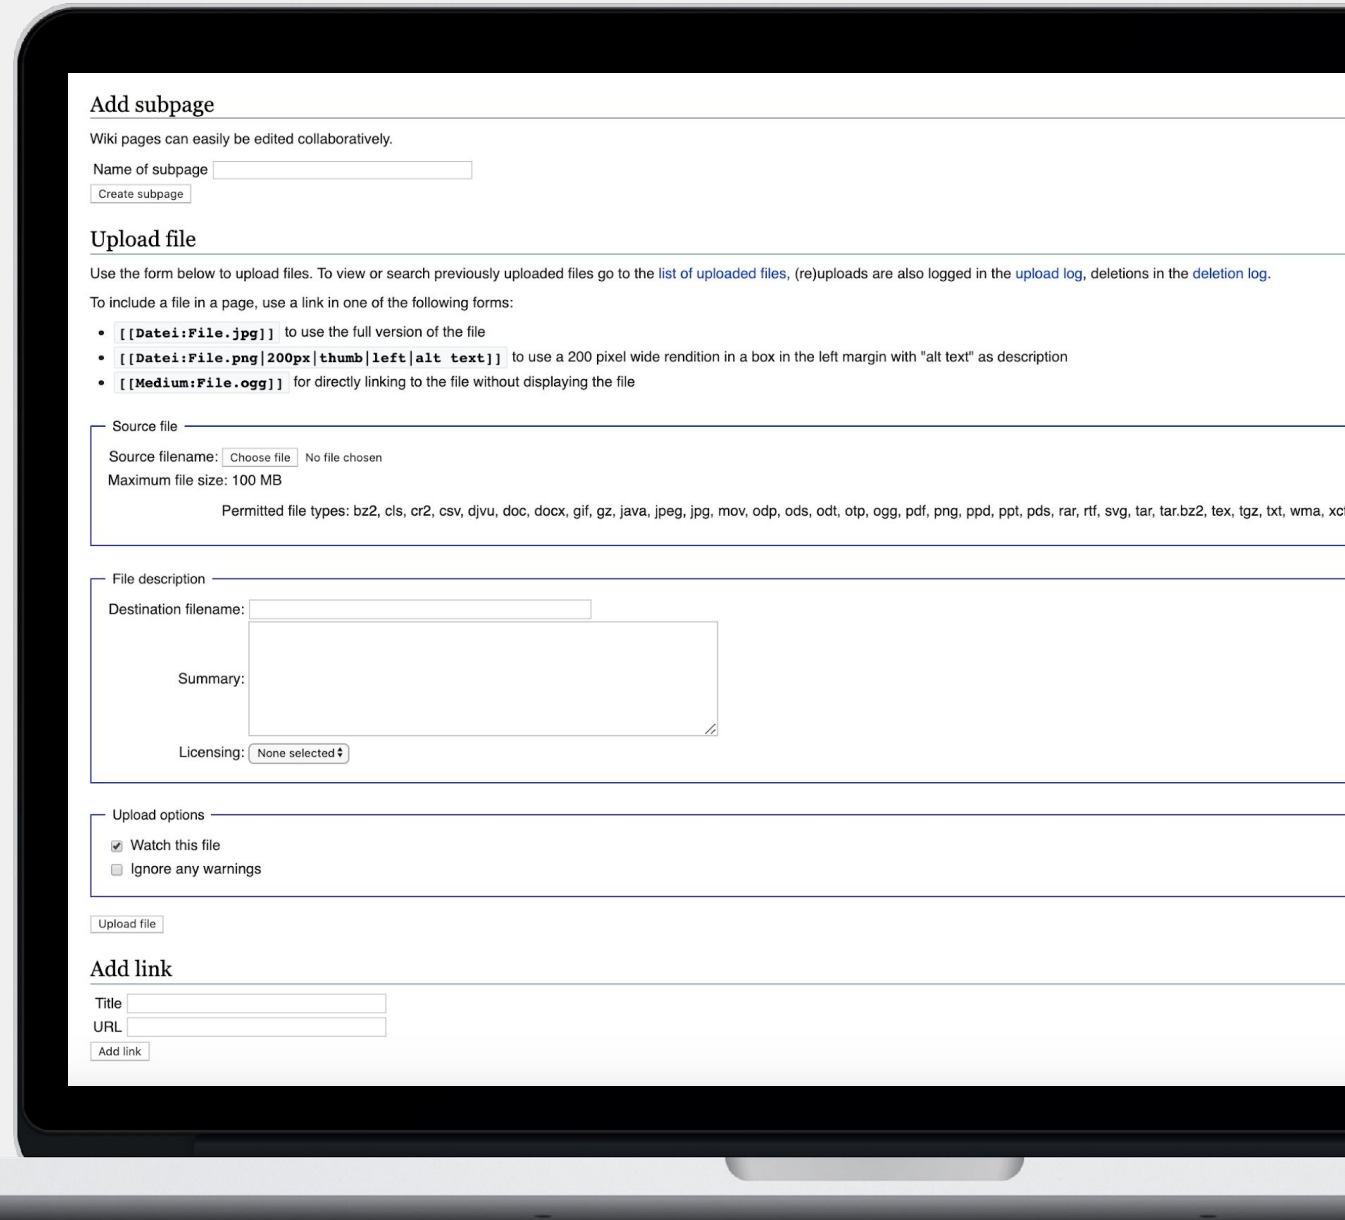 Add subpage
Wiki pages can easily be edited collaboratively.
Name of subpage
Create subpage
Upload file
Use the form below to upload files. To view or search previously uploaded files go to the list of uploaded files, (re)uploads are also logged in the upload log, deletions in the deletion log.
To include a file in a page, use a link in one of the following forms:
• [[Datei:File.jpg]] to use the full version of the file
• [[Datei:File.png|200px|thumb|left|alt text]] to use a 200 pixel wide rendition in a box in the left margin with "alt text" as description
• [[Medium:File.ogg]] for directly linking to the file without displaying the file
Source file
Source filename: Choose file No file chosen
Maximum file size: 100 MB
Permitted file types: bz2, cls, cr2, csv, djvu, doc, docx, gif, gz, java, jpeg, jpg, mov, odp, ods, odt, otp, ogg, pdf, png, ppd, ppt, pds, rar, rtf, svg, tar, tar.bz2, tex, tgz, txt, wma,
File description
Destination filename:
Summary:
Licensing: None selected
Upload options
Watch this file
Ignore any warnings
Upload file
Add link
Title
URL
Add link